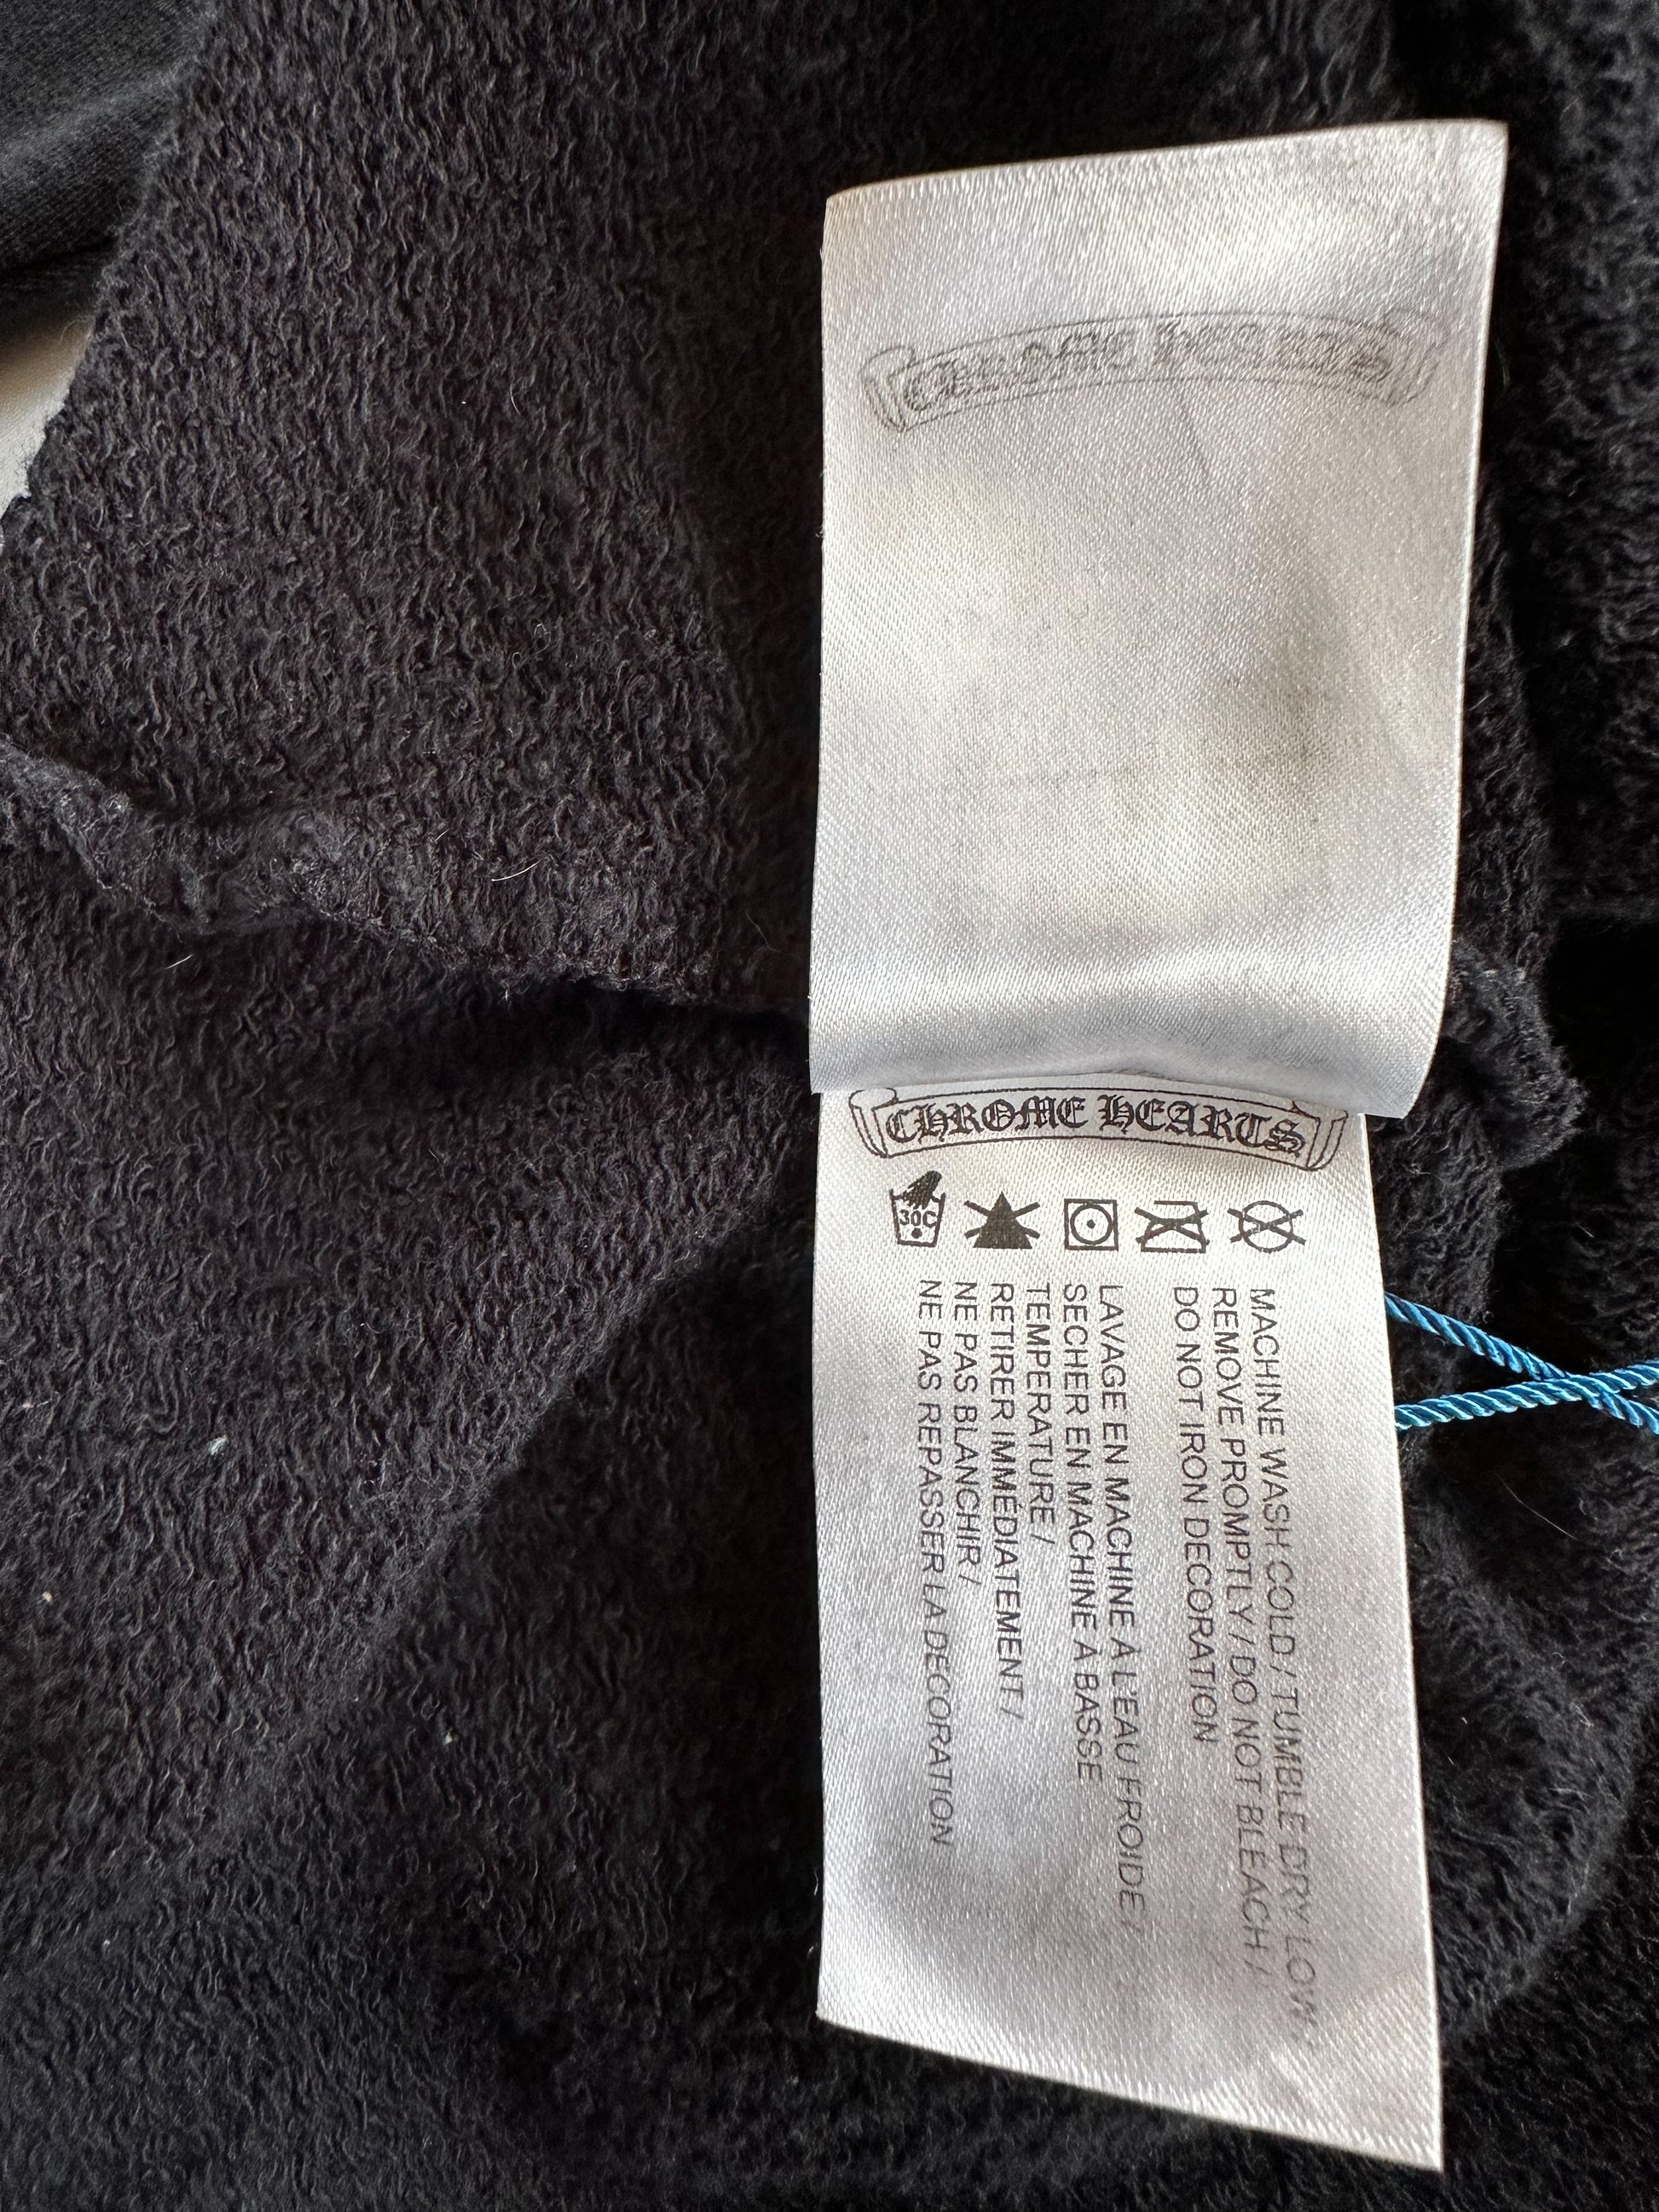 CHROME HEARTS
CHROME HEARTS
30C
MACHINE WASH COLD / TUMBLE DRY LOW,
REMOVE PROMPTLY / DO NOT BLEACH /
DO NOT IRON DECORATION
LAVAGE EN MACHINE À L'EAU FROIDE /
SECHER EN MACHINE À BASSE
TEMPERATURE /
RETIRER IMMÉDIATEMENT /
NE PAS BLANCHIR /
NE PAS REPASSER LA DÉCORATION